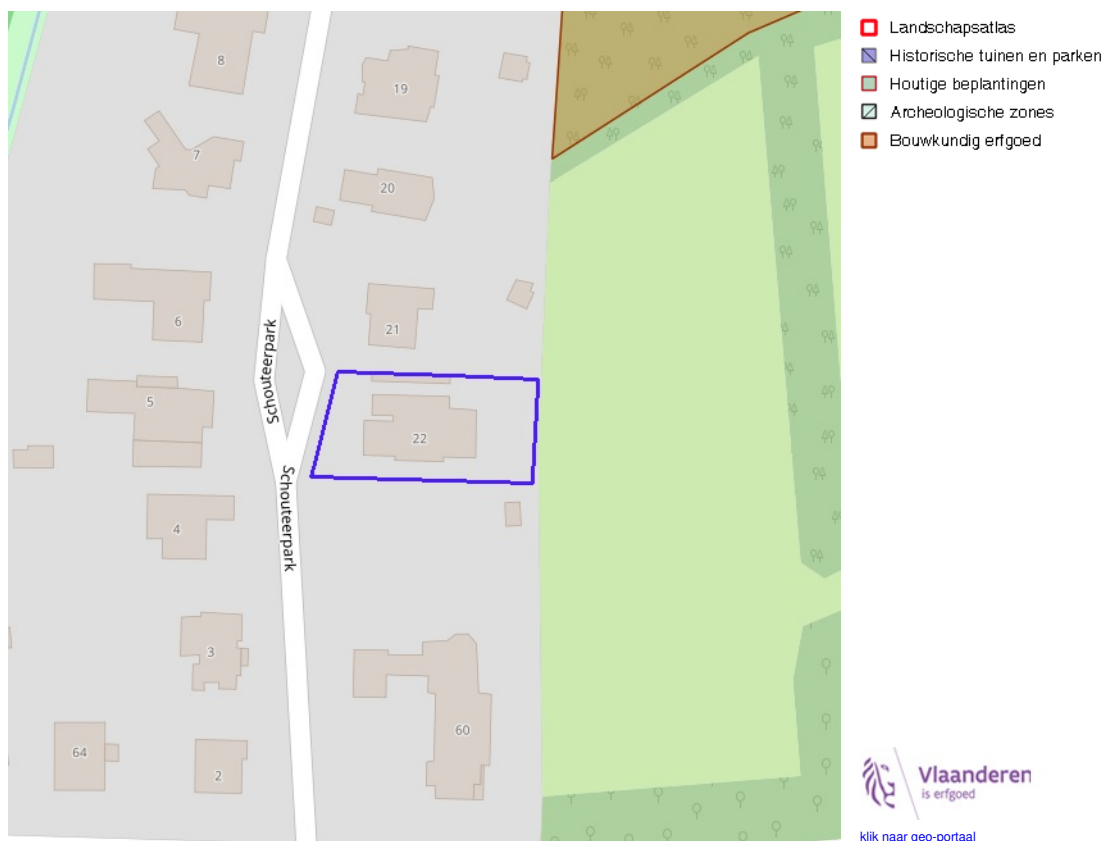 8
19
7
20
6
21
Schouteerpark
5
22
Schouteerpark
4
3
60
64
2
Landschapsatlas
Historische tuinen en parken
Houtige beplantingen
Archeologische zones
Bouwkundig erfgoed
Vlaanderen
is erfgoed
klik naar geo-portaal